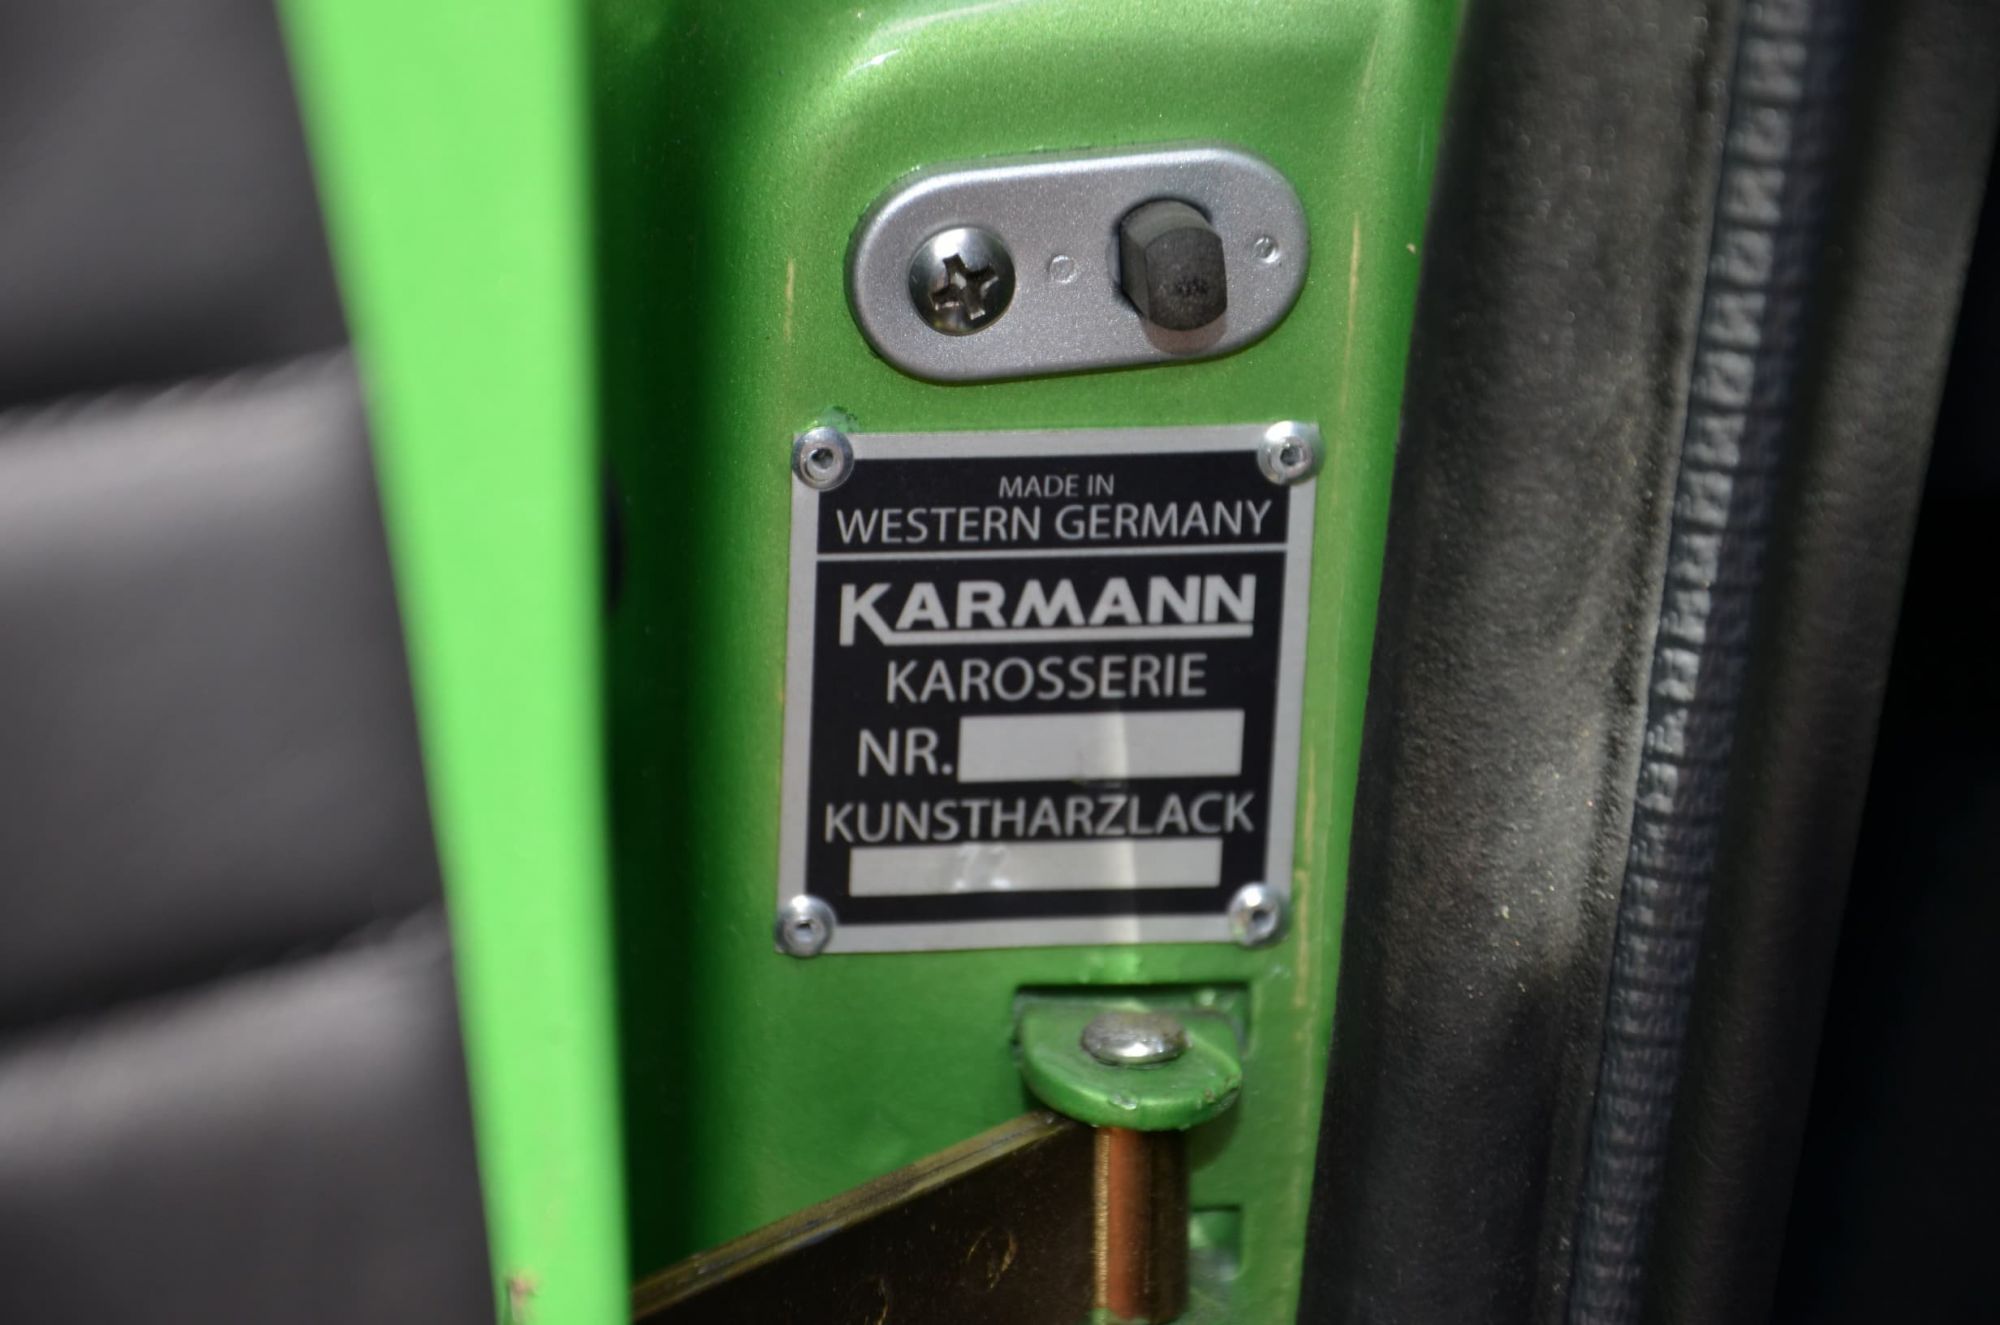 MADE IN
WESTERN GERMANY
KARMANN
KAROSSERIE
NR.
KUNSTHARZLACK